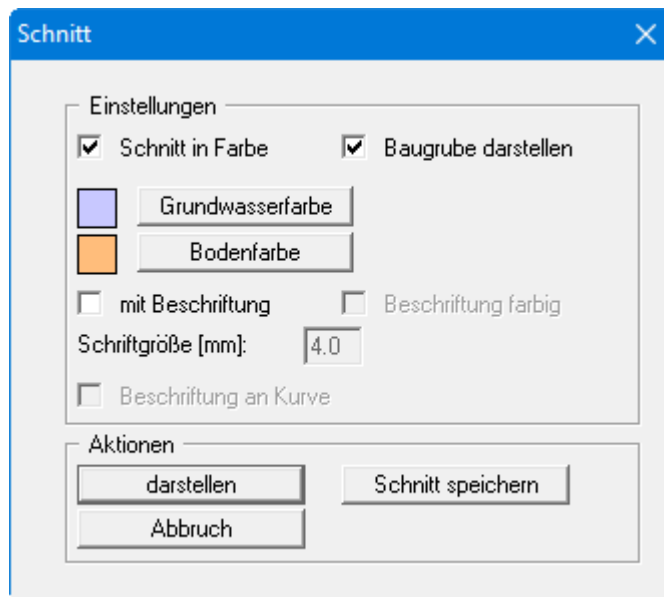 Schnitt
Einstellungen
Schnitt in Farbe Baugrube darstellen
Grundwasserfarbe
Bodenfarbe
mit Beschriftung Beschriftung farbig
Schriftgröße [mm]: 4.0
Beschriftung an Kurve
Aktionen
darstellen Schnitt speichern
Abbruch